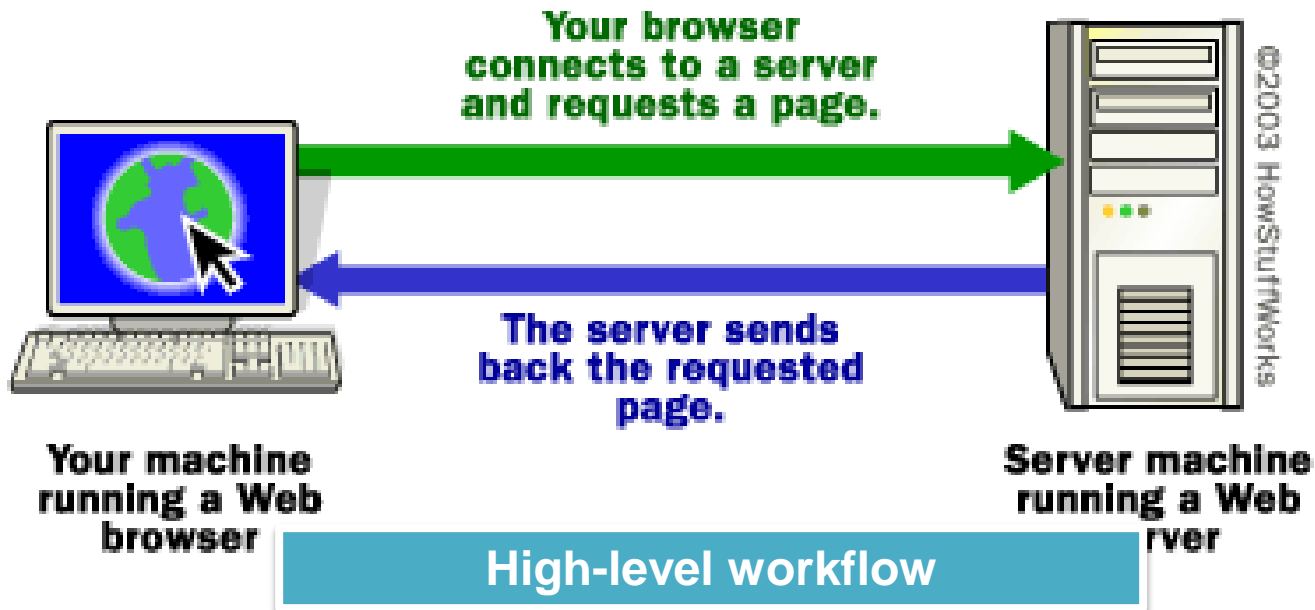 Your browser
connects to a server
and requests a page.
©2003 HowStuffWorks
The server sends
back the requested
page.
Your machine
running a Web
browser
Server machine
running a Web
rver
High-level workflow